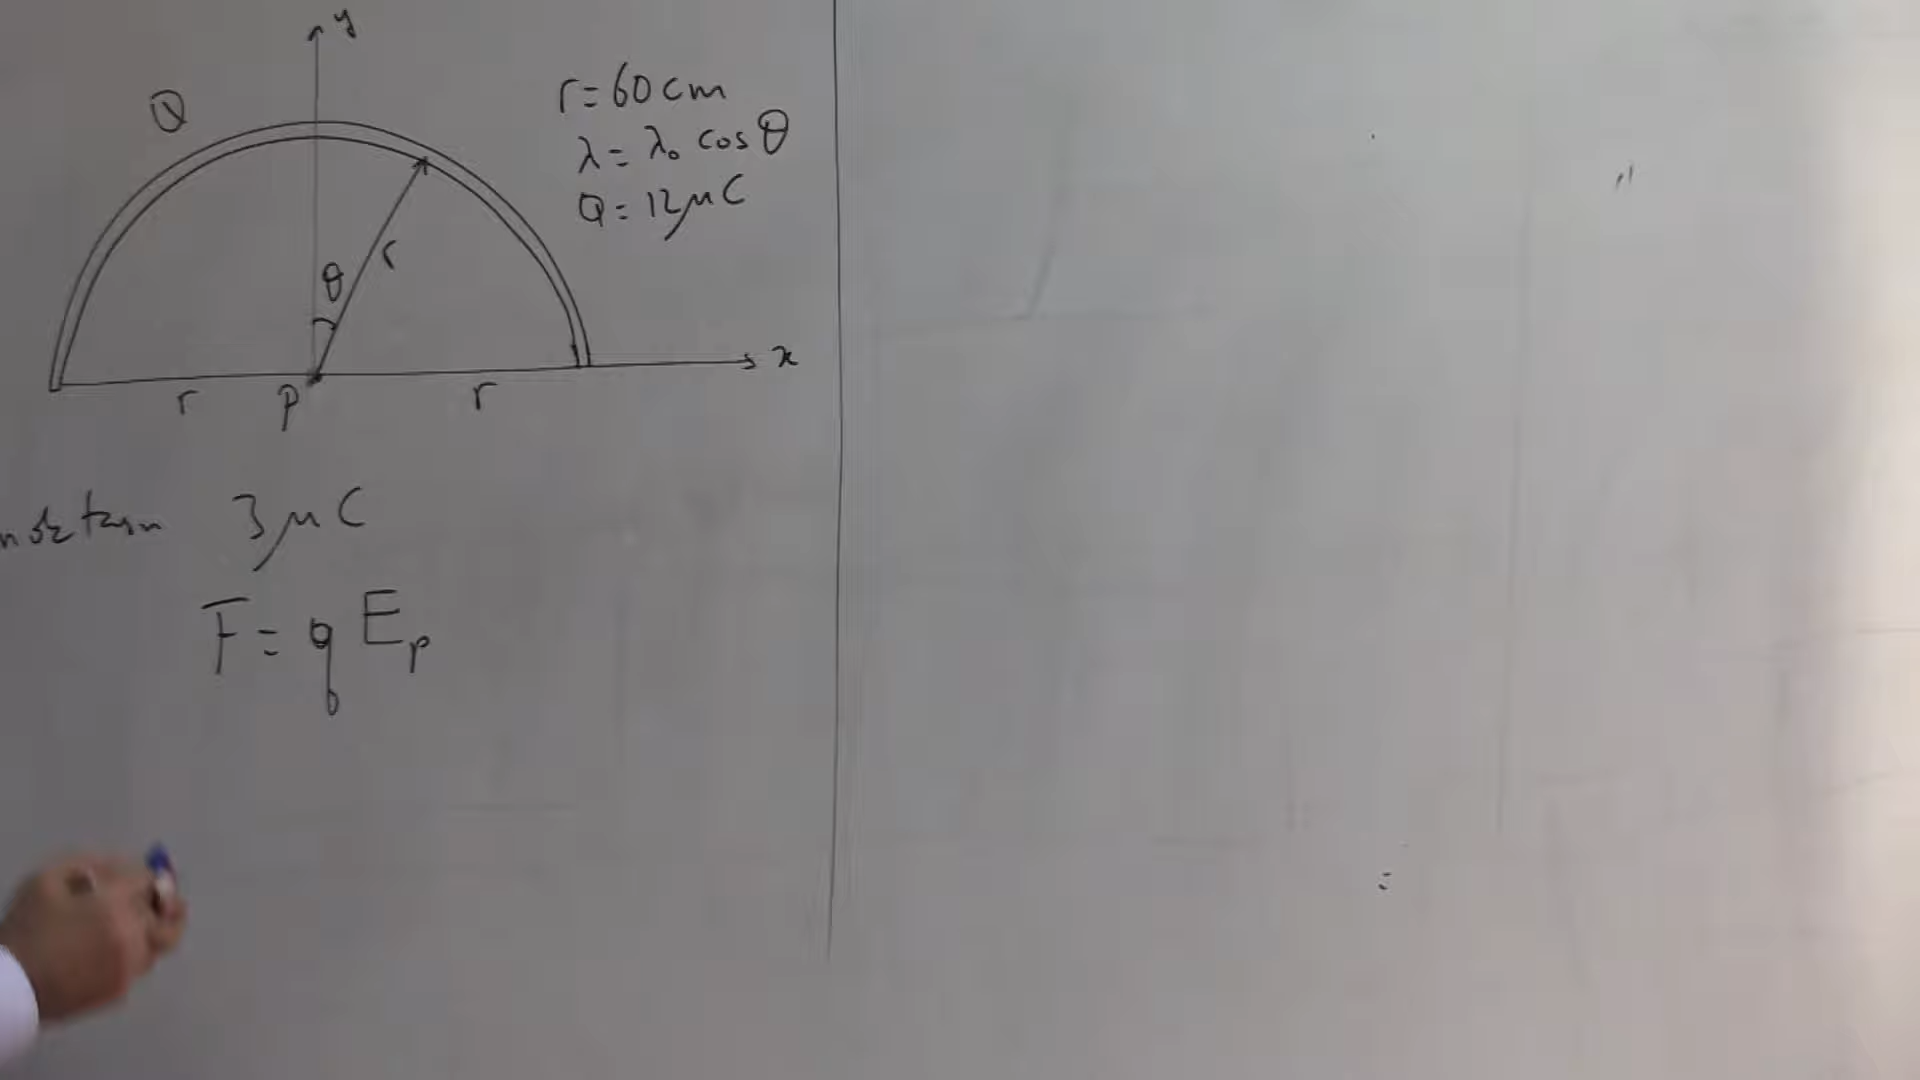 y
Q
r = 60 cm
λ = λ₀ cos θ
Q = 12 μC
θ
r
x
r
P
r
3 μC
F = q E_p